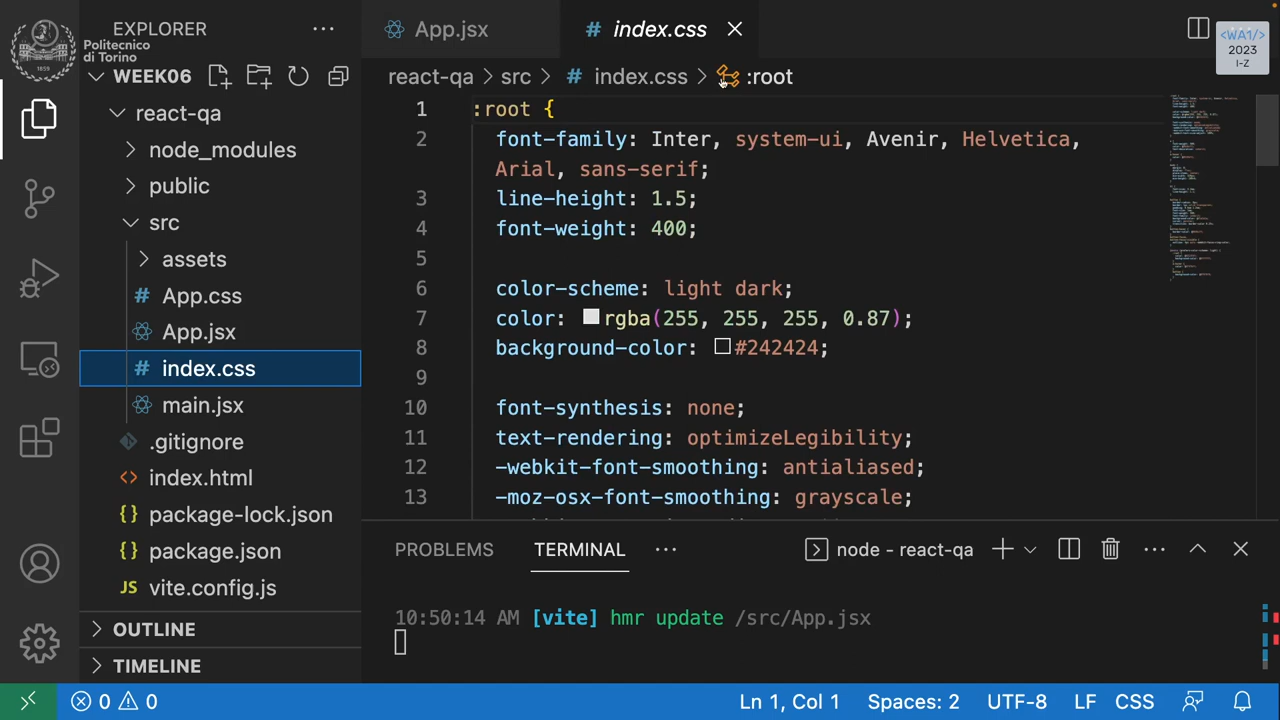 EXPLORER
Politecnico
di Torino
1859
WEEK06
react-qa
node_modules
public
src
assets
App.css
App.jsx
index.css
main.jsx
.gitignore
index.html
package-lock.json
package.json
vite.config.js
OUTLINE
TIMELINE
App.jsx
# index.css
<WA1/>
2023
I-Z
react-qa > src > # index.css > :root
1 :root {
2 font-family: Inter, system-ui, Avenir, Helvetica,
Arial, sans-serif;
3 line-height: 1.5;
4 font-weight: 400;
5
6 color-scheme: light dark;
7 color: rgba(255, 255, 255, 0.87);
8 background-color: #242424;
9
10 font-synthesis: none;
11 text-rendering: optimizeLegibility;
12 -webkit-font-smoothing: antialiased;
13 -moz-osx-font-smoothing: grayscale;
PROBLEMS TERMINAL
node - react-qa
10:50:14 AM [vite] hmr update /src/App.jsx
0 0
Ln 1, Col 1 Spaces: 2 UTF-8 LF CSS